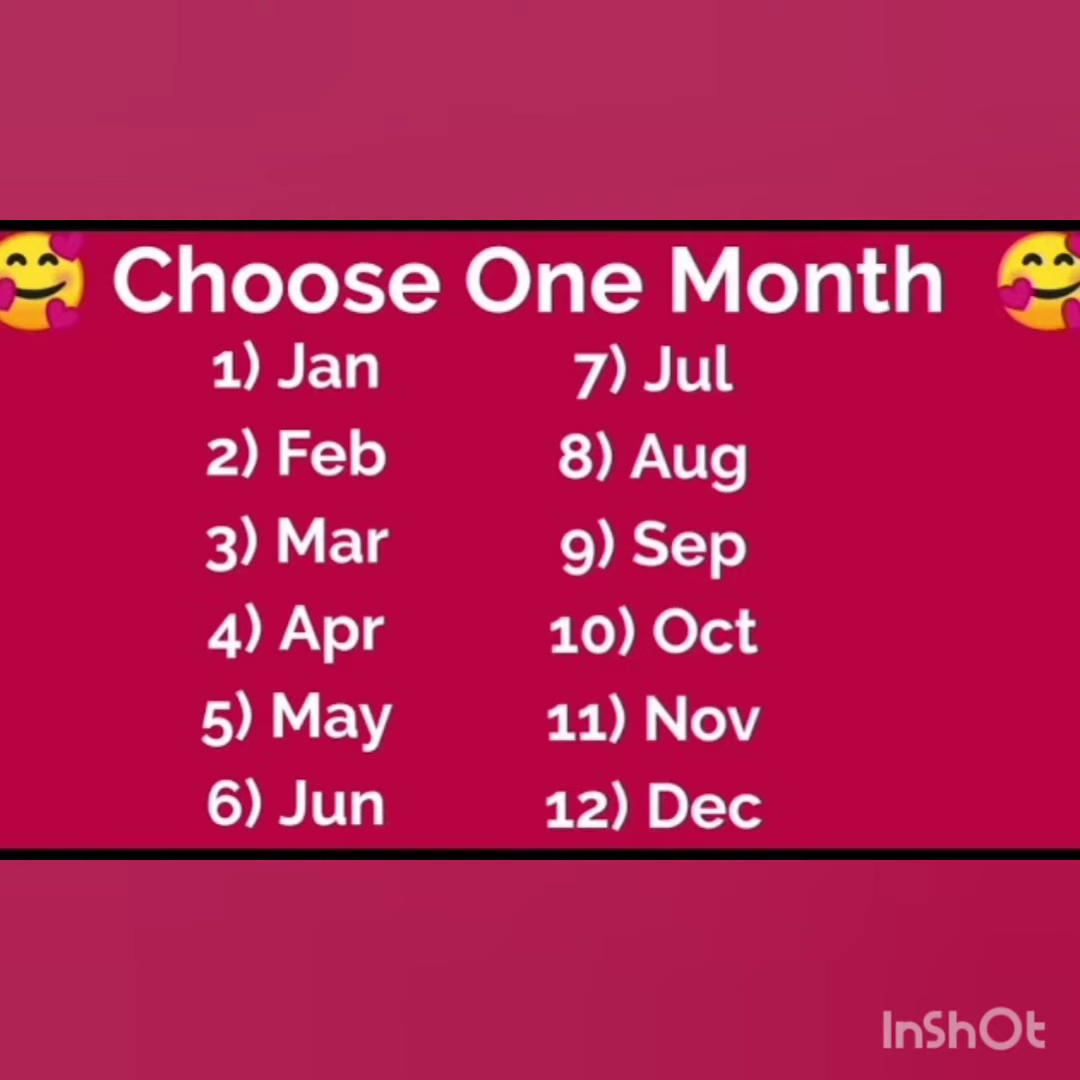 Choose One Month
1) Jan
2) Feb
3) Mar
4) Apr
5) May
6) Jun
7) Jul
8) Aug
9) Sep
10) Oct
11) Nov
12) Dec
InShOt